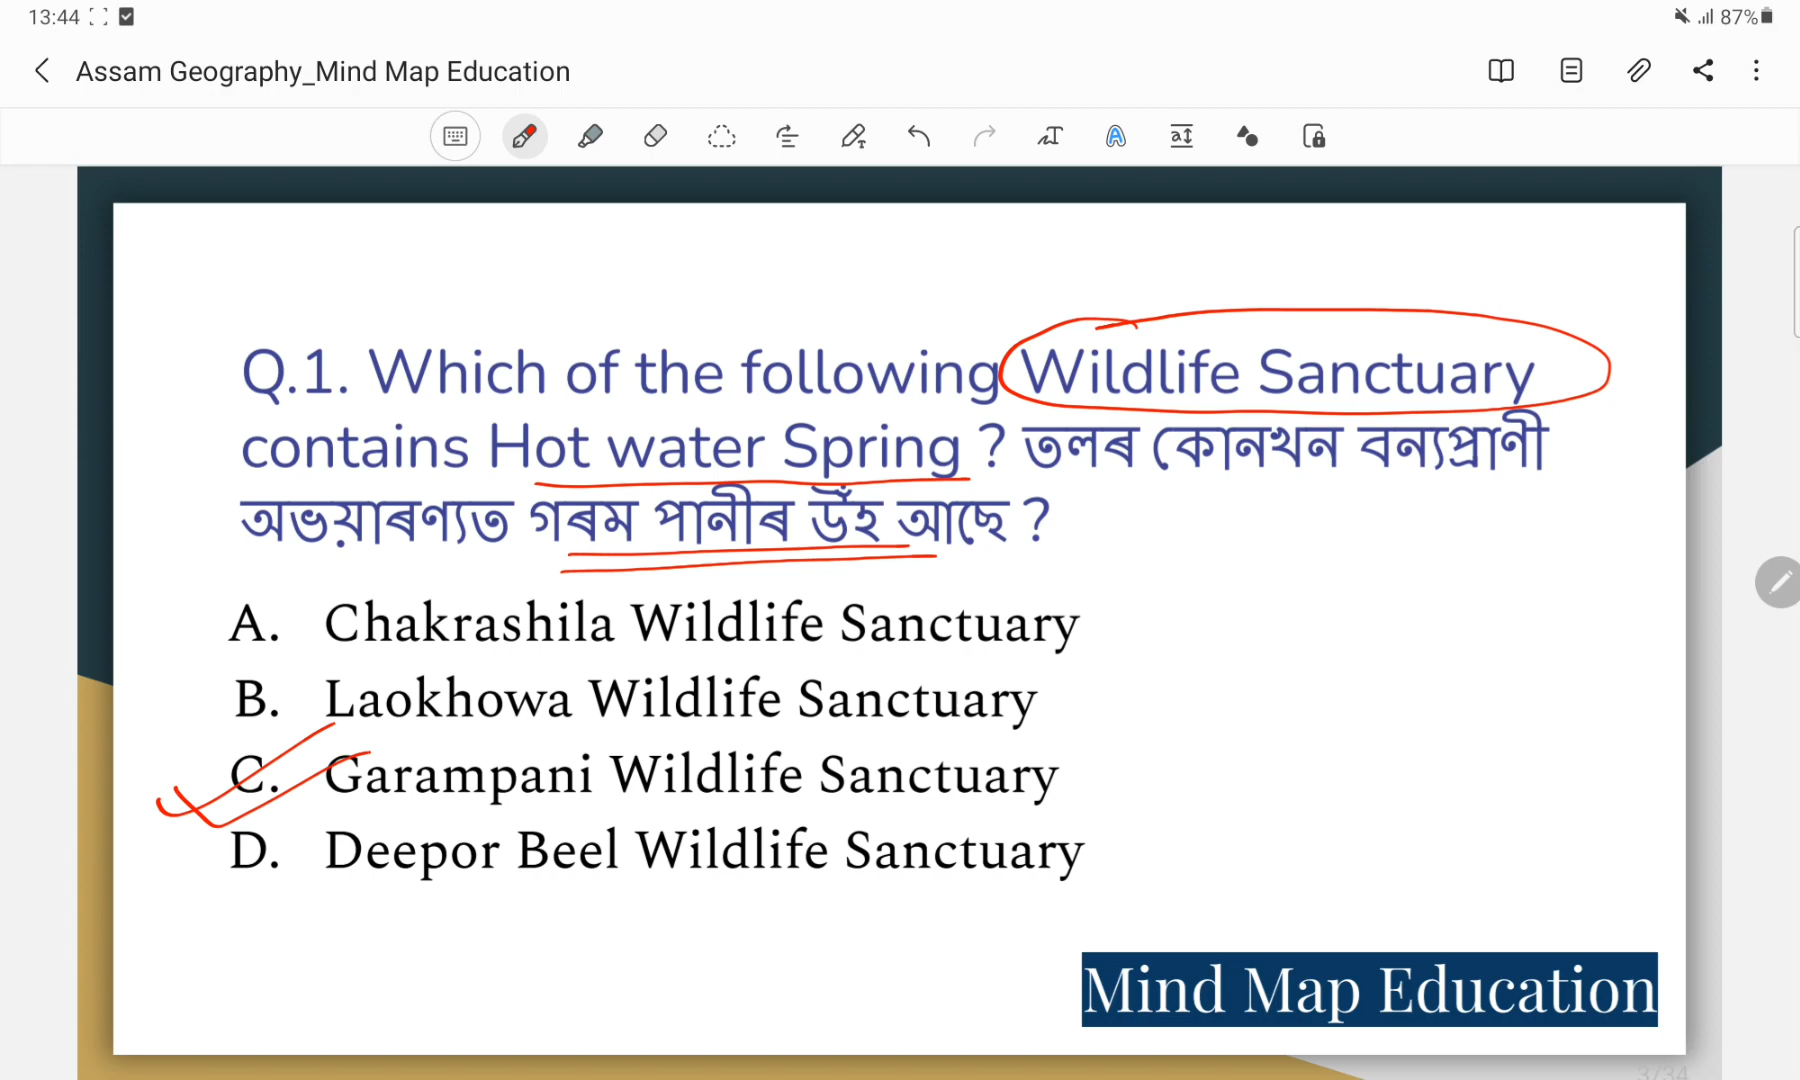 13:44
87%
Assam Geography_Mind Map Education
Q.1. Which of the following Wildlife Sanctuary
contains Hot water Spring ? তলৰ কোনখন বন্যপ্ৰাণী
অভয়াৰণ্যত গৰম পানীৰ উঁহ আছে ?
A. Chakrashila Wildlife Sanctuary
B. Laokhowa Wildlife Sanctuary
C. Garampani Wildlife Sanctuary
D. Deepor Beel Wildlife Sanctuary
Mind Map Education
3/34